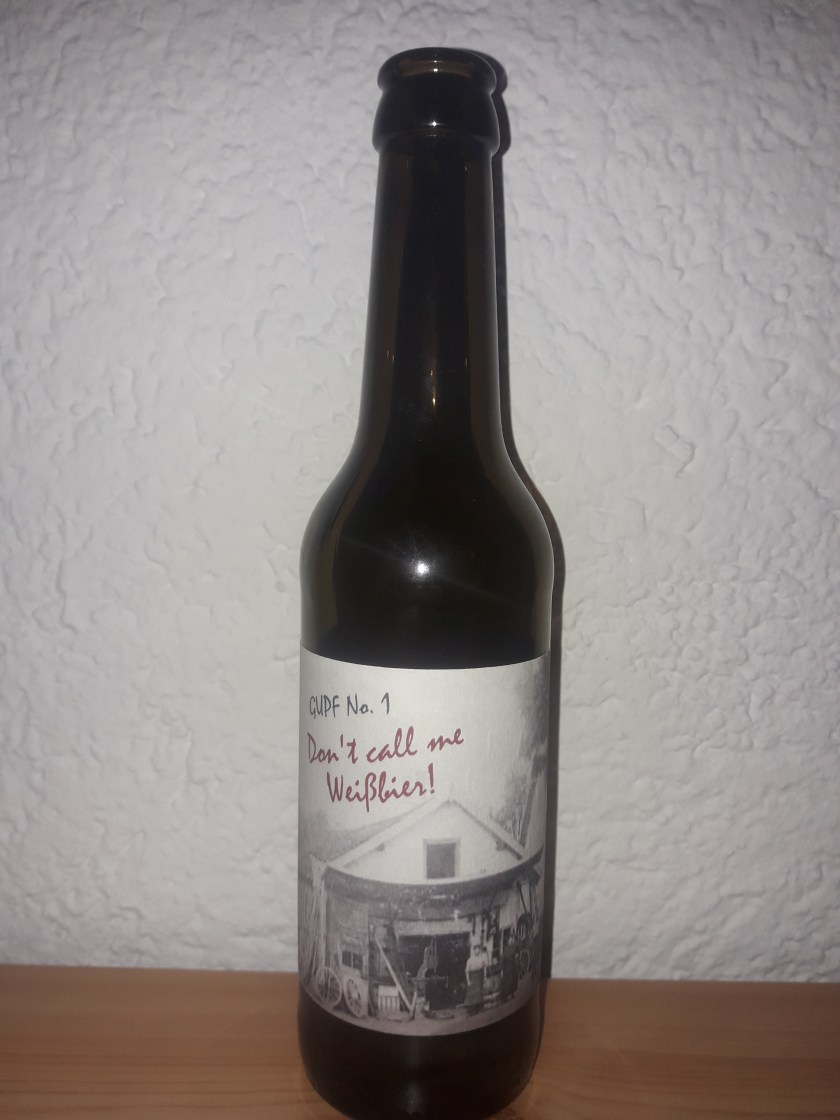 GUPF No. 1
Don't call me
Weißbier!